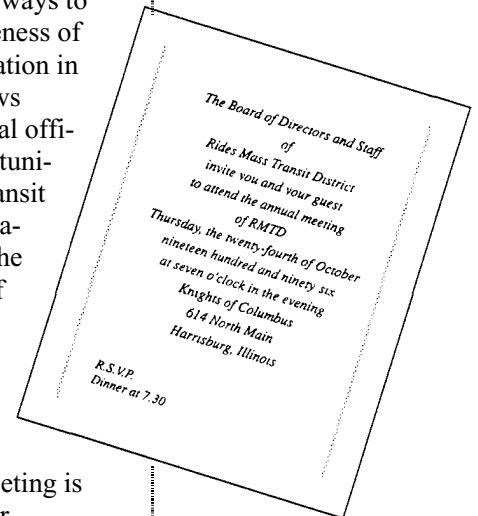 ways to
eness of
ation in
vs
al offi-
tuni-
ansit
a-
he
f
The Board of Directors and Staff
of
Rides Mass Transit District
invite you and your guest
to attend the annual meeting
of RMTD
Thursday, the twenty-fourth of October
nineteen hundred and ninety six
at seven o'clock in the evening
Knights of Columbus
614 North Main
Harrisburg, Illinois
R.S.V.P.
Dinner at 7.30
eting is
r